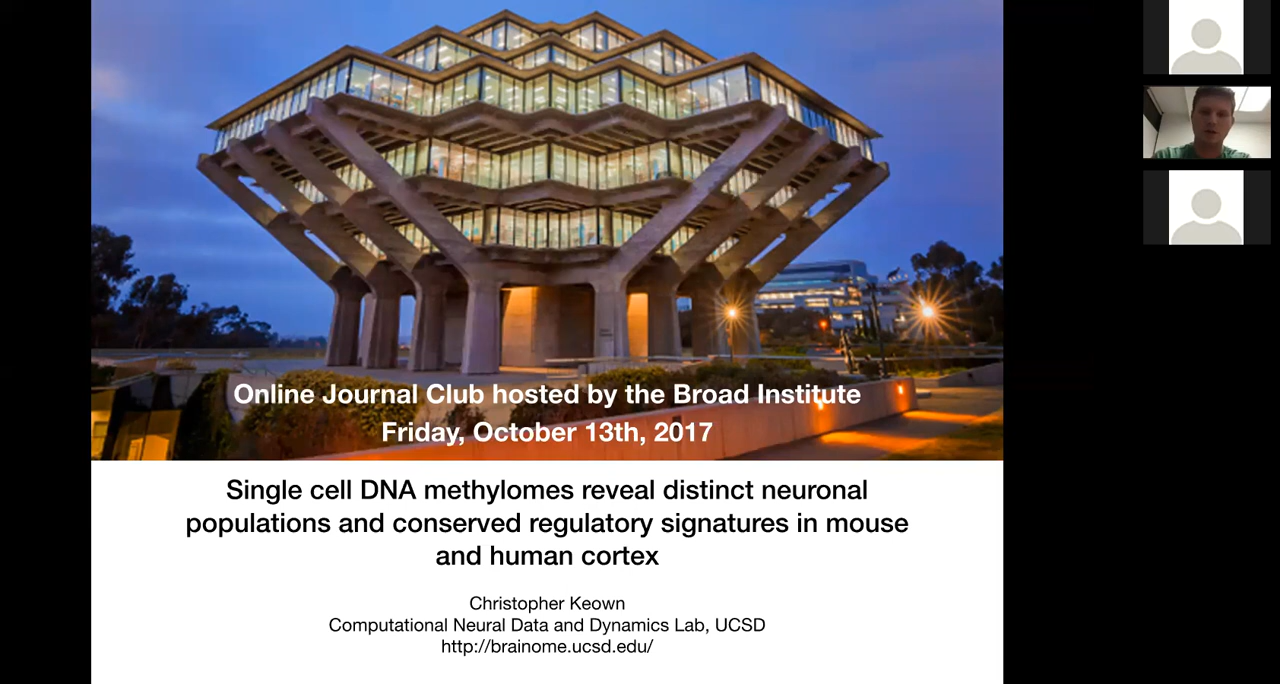 Online Journal Club hosted by the Broad Institute
Friday, October 13th, 2017
Single cell DNA methylomes reveal distinct neuronal
populations and conserved regulatory signatures in mouse
and human cortex
Christopher Keown
Computational Neural Data and Dynamics Lab, UCSD
http://brainome.ucsd.edu/